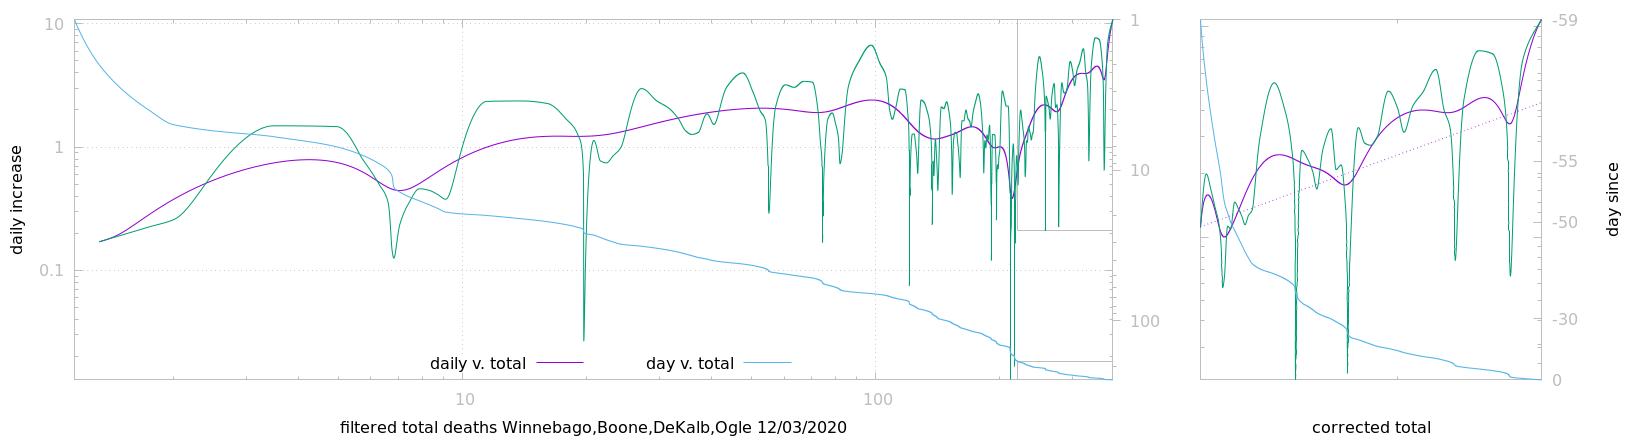 10
1
0.1
daily increase
daily v. total
day v. total
10
100
1
10
100
filtered total deaths Winnebago,Boone,DeKalb,Ogle 12/03/2020
-59
-55
-50
-30
0
day since
corrected total